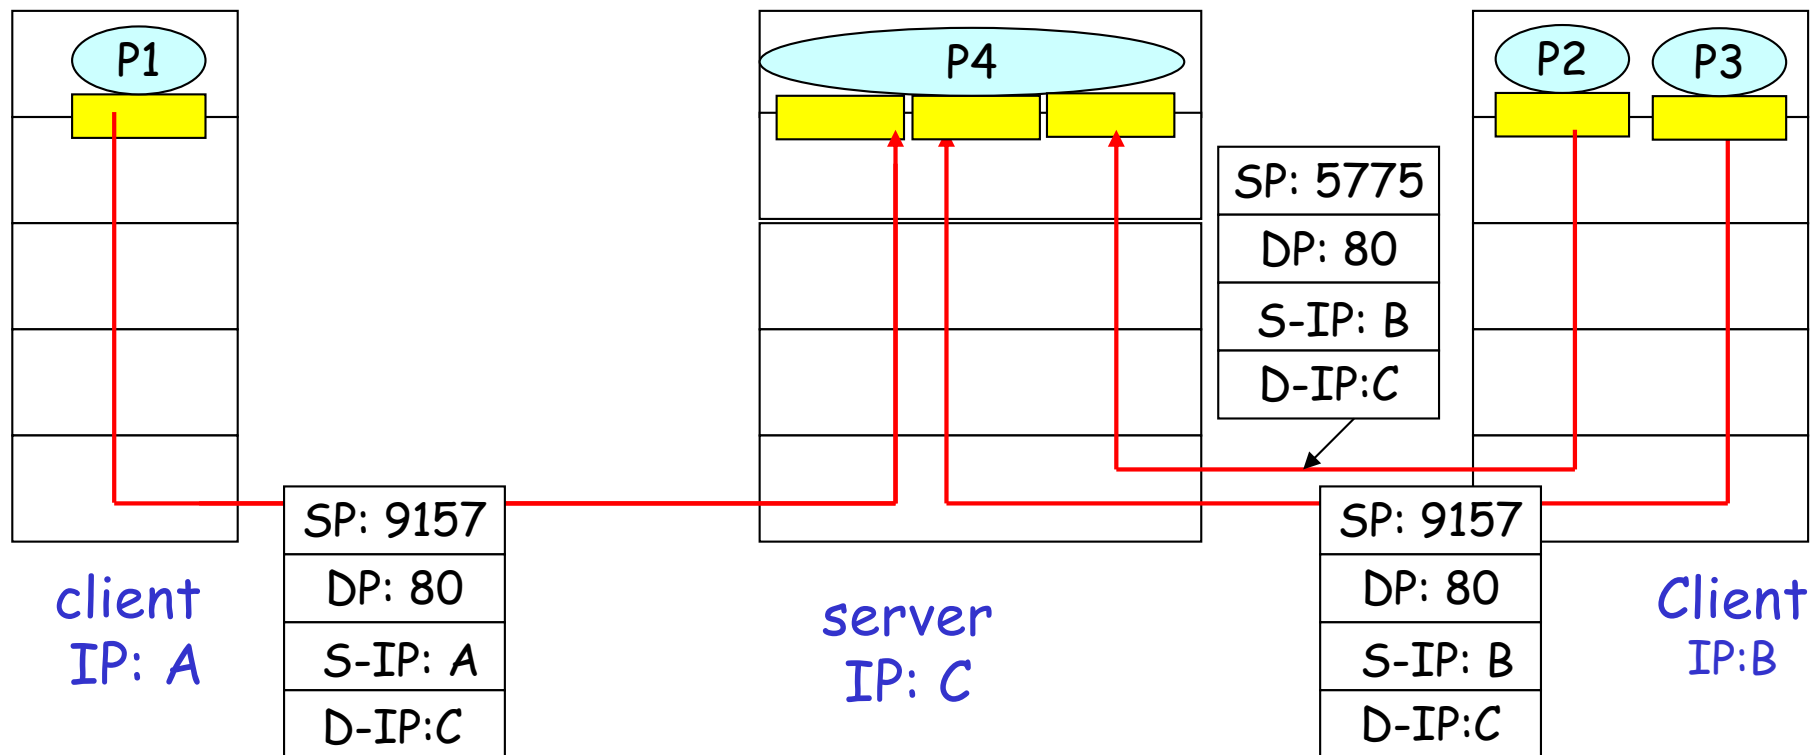 P1
P4
P2
P3
SP: 5775
DP: 80
S-IP: B
D-IP:C
SP: 9157
DP: 80
S-IP: A
D-IP:C
SP: 9157
DP: 80
S-IP: B
D-IP:C
client
IP: A
server
IP: C
Client
IP:B